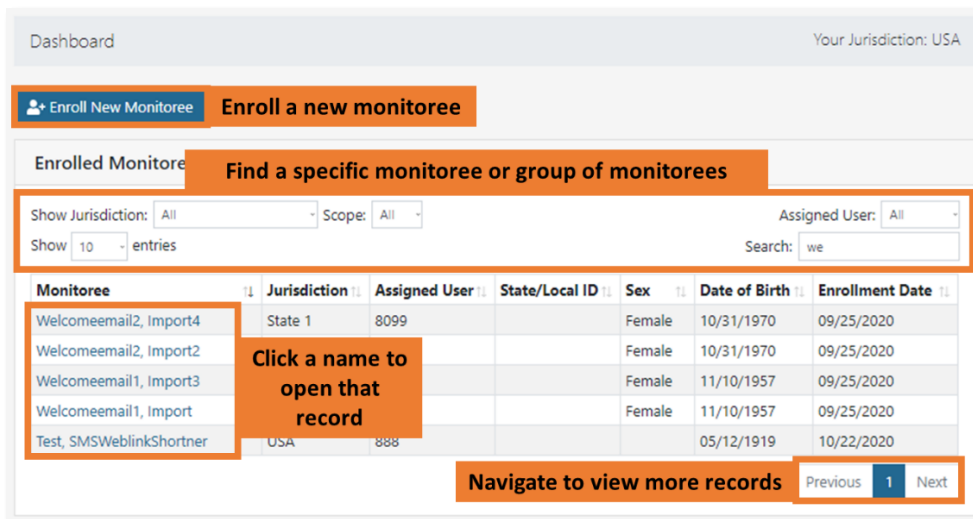 Dashboard Your Jurisdiction: USA
Enroll New Monitoree Enroll a new monitoree
Enrolled Monitore
Find a specific monitoree or group of monitorees
Show Jurisdiction: All Scope: All Assigned User: All
Show 10 entries Search: we
Monitoree Jurisdiction Assigned User State/Local ID Sex Date of Birth Enrollment Date
Welcomeemail2, Import4 State 1 8099 Female 10/31/1970 09/25/2020
Welcomeemail2, Import2 Female 10/31/1970 09/25/2020
Welcomeemail1, Import3 Female 11/10/1957 09/25/2020
Welcomeemail1, Import Female 11/10/1957 09/25/2020
Test, SMSWeblinkShortner USA 888 05/12/1919 10/22/2020
Click a name to
open that
record
Navigate to view more records Previous 1 Next